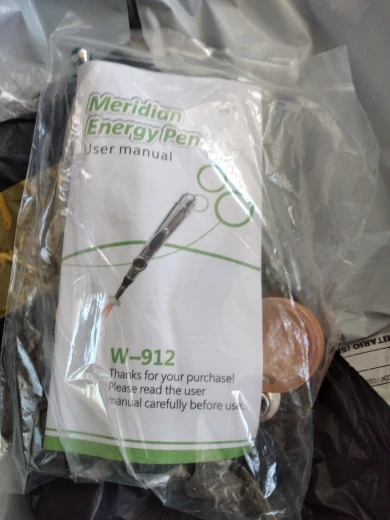 Meridian
Energy Pen
User manual
W-912
Thanks for your purchase!
Please read the user
manual carefully before use.